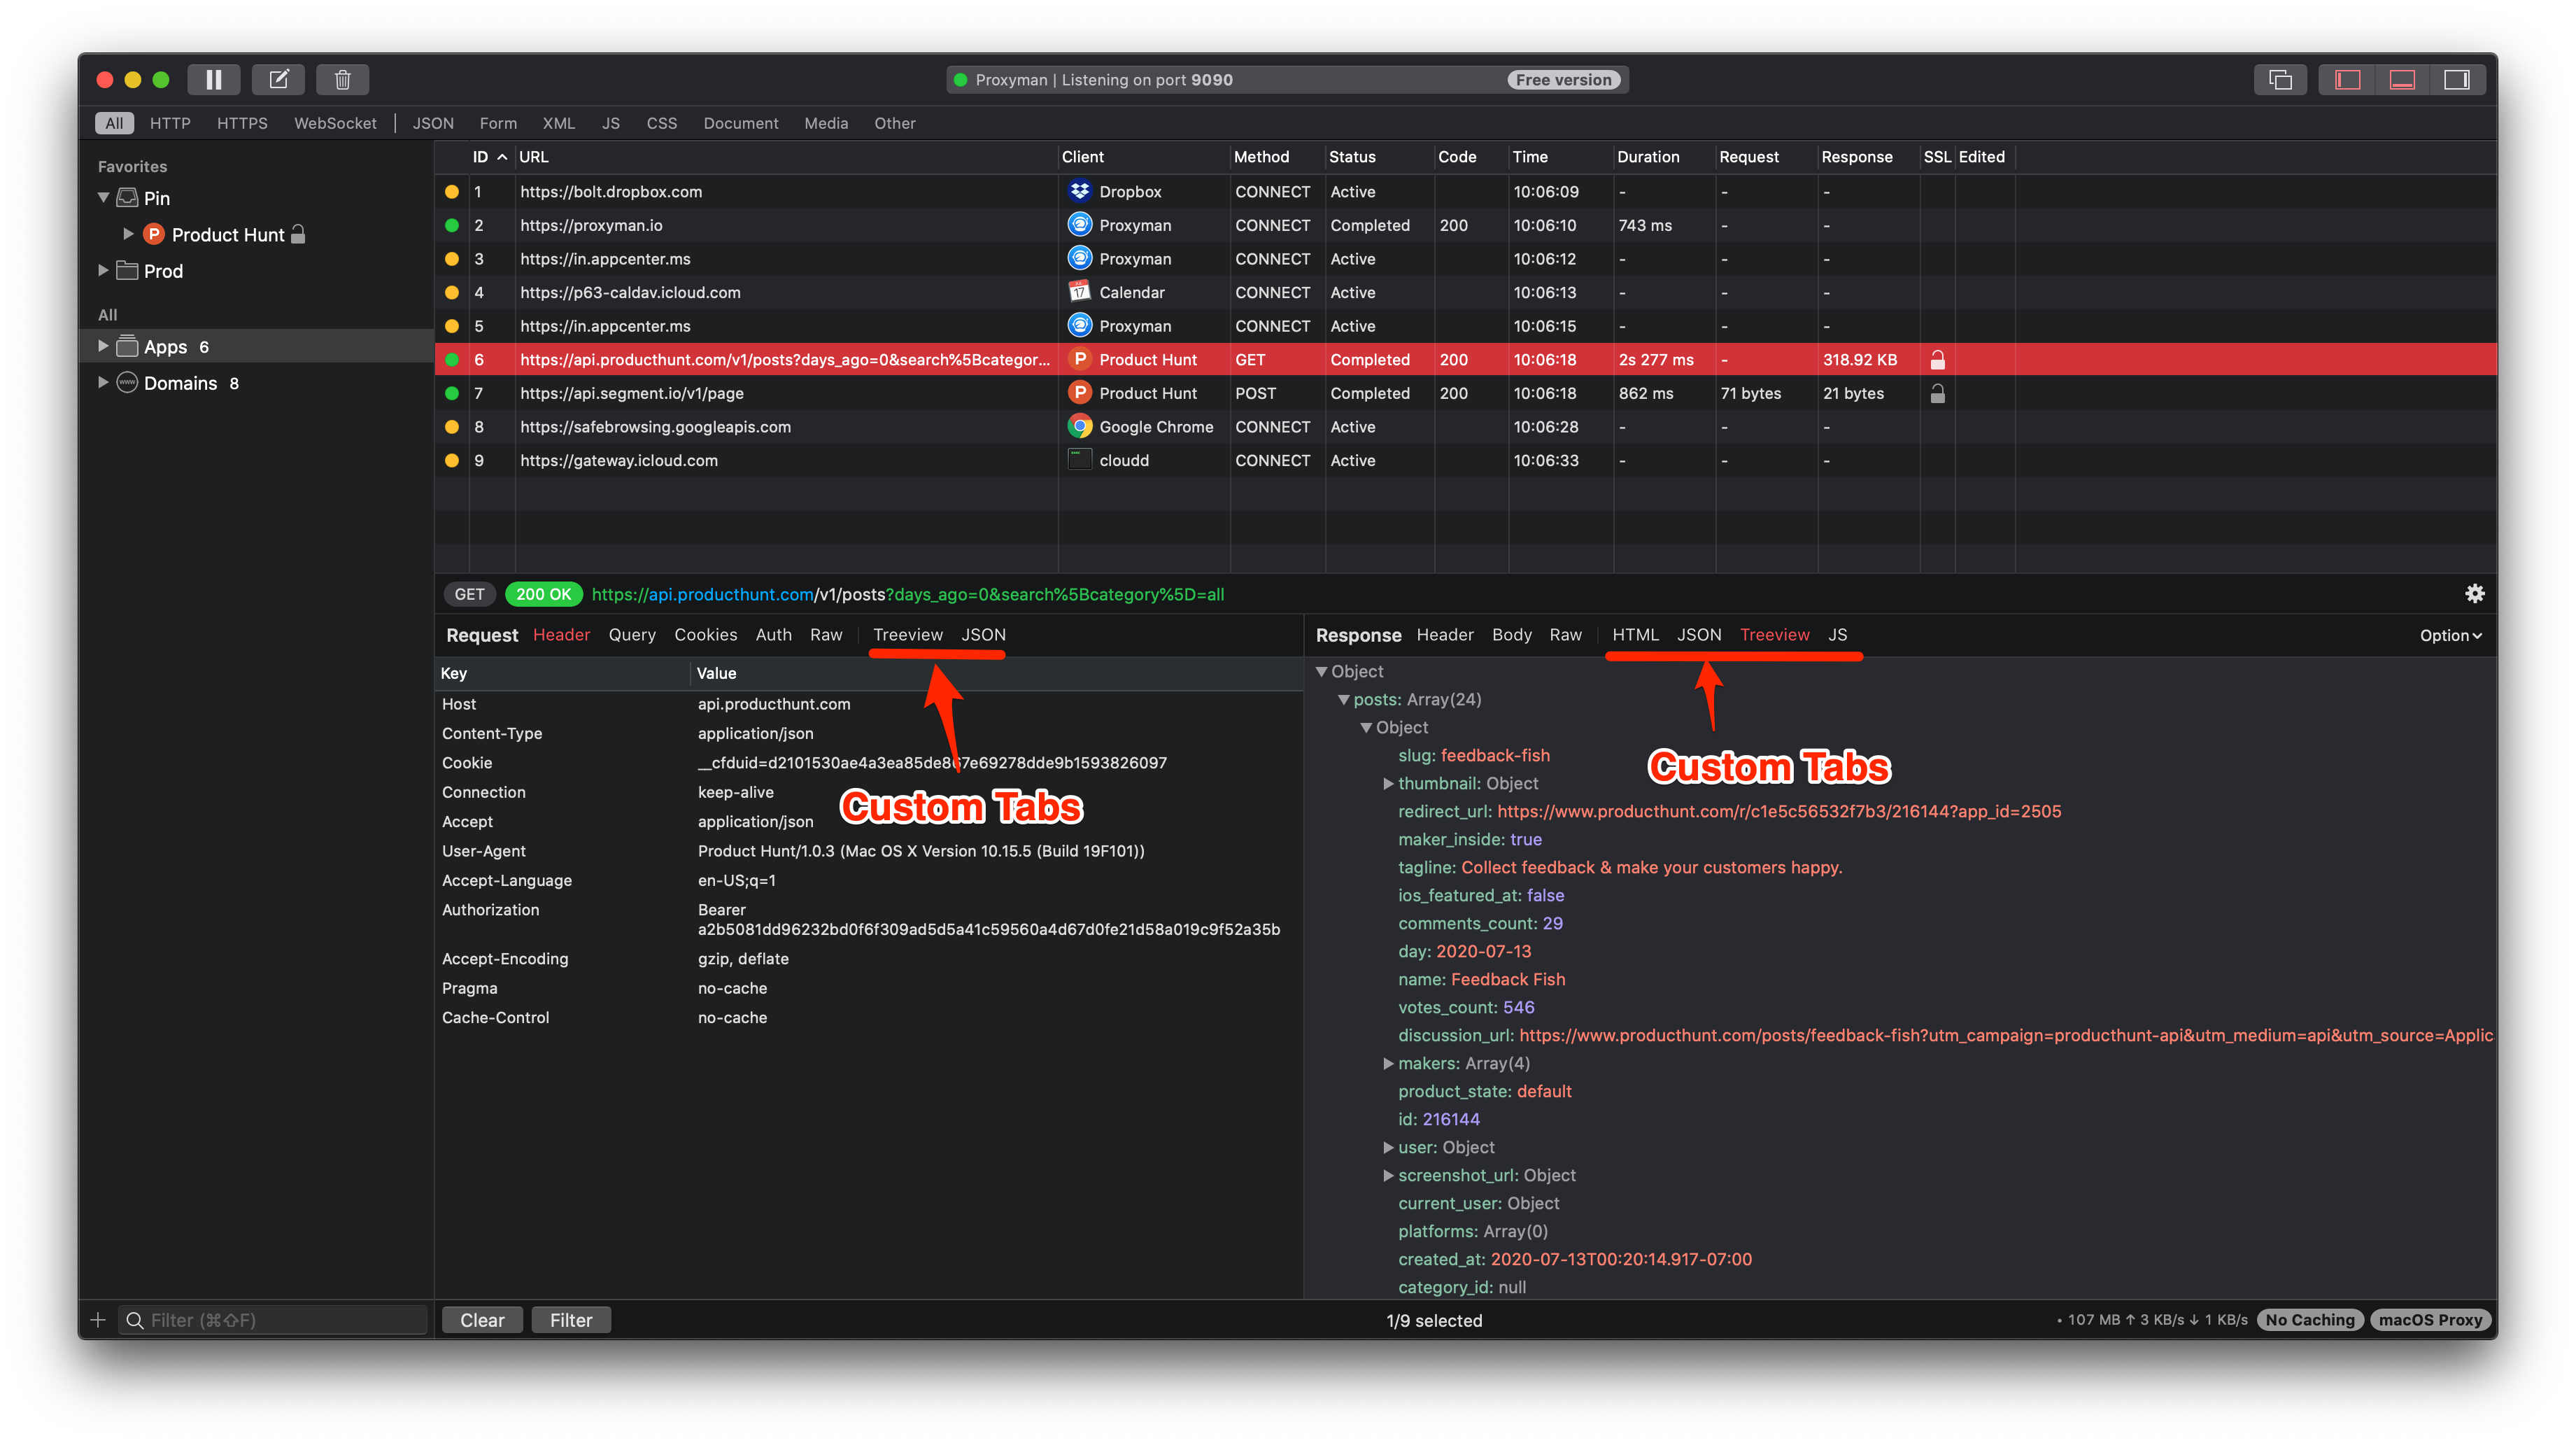 Proxyman | Listening on port 9090 Free version
All HTTP HTTPS WebSocket JSON Form XML JS CSS Document Media Other
Favorites
Pin
P Product Hunt
Prod
All
Apps 6
www Domains 8
ID URL Client Method Status Code Time Duration Request Response SSL Edited
1 https://bolt.dropbox.com Dropbox CONNECT Active 10:06:09 - - -
2 https://proxyman.io Proxyman CONNECT Completed 200 10:06:10 743 ms - -
3 https://in.appcenter.ms Proxyman CONNECT Active 10:06:12 - - -
4 https://p63-caldav.icloud.com 17 Calendar CONNECT Active 10:06:13 - - -
5 https://in.appcenter.ms Proxyman CONNECT Active 10:06:15 - - -
6 https://api.producthunt.com/v1/posts?days_ago=0&search%5Bcategor... P Product Hunt GET Completed 200 10:06:18 2s 277 ms - 318.92 KB
7 https://api.segment.io/v1/page P Product Hunt POST Completed 200 10:06:18 862 ms 71 bytes 21 bytes
8 https://safebrowsing.googleapis.com Google Chrome CONNECT Active 10:06:28 - - -
9 https://gateway.icloud.com cloudd CONNECT Active 10:06:33 - - -
GET 200 OK https://api.producthunt.com/v1/posts?days_ago=0&search%5Bcategory%5D=all
Request Header Query Cookies Auth Raw Treeview JSON
Key Value
Host api.producthunt.com
Content-Type application/json
Cookie __cfduid=d2101530ae4a3ea85de867e69278dde9b1593826097
Connection keep-alive
Accept application/json
User-Agent Product Hunt/1.0.3 (Mac OS X Version 10.15.5 (Build 19F101))
Accept-Language en-US;q=1
Authorization Bearer
a2b5081dd96232bd0f6f309ad5d5a41c59560a4d67d0fe21d58a019c9f52a35b
Accept-Encoding gzip, deflate
Pragma no-cache
Cache-Control no-cache
Custom Tabs
Response Header Body Raw HTML JSON Treeview JS Option
Object
posts: Array(24)
Object
slug: feedback-fish
thumbnail: Object
redirect_url: https://www.producthunt.com/r/c1e5c56532f7b3/216144?app_id=2505
maker_inside: true
tagline: Collect feedback & make your customers happy.
ios_featured_at: false
comments_count: 29
day: 2020-07-13
name: Feedback Fish
votes_count: 546
discussion_url: https://www.producthunt.com/posts/feedback-fish?utm_campaign=producthunt-api&utm_medium=api&utm_source=Applic
makers: Array(4)
product_state: default
id: 216144
user: Object
screenshot_url: Object
current_user: Object
platforms: Array(0)
created_at: 2020-07-13T00:20:14.917-07:00
category_id: null
Custom Tabs
Filter (⌘⇧F)
Clear Filter 1/9 selected • 107 MB ↑ 3 KB/s ↓ 1 KB/s No Caching macOS Proxy